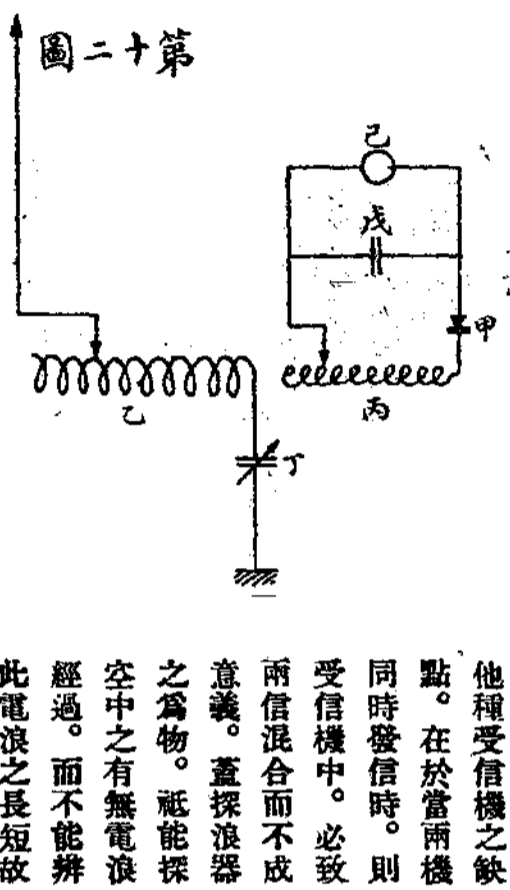 第十二圖
己
戊
甲
乙
丙
丁
他種受信機之缺
點。在於當兩機
同時發信時。則
受信機中。必致
兩信混合而不成
意義。蓋探浪器
之爲物。祗能探
空中之有無電浪
經過。而不能辨
此電浪之長短故